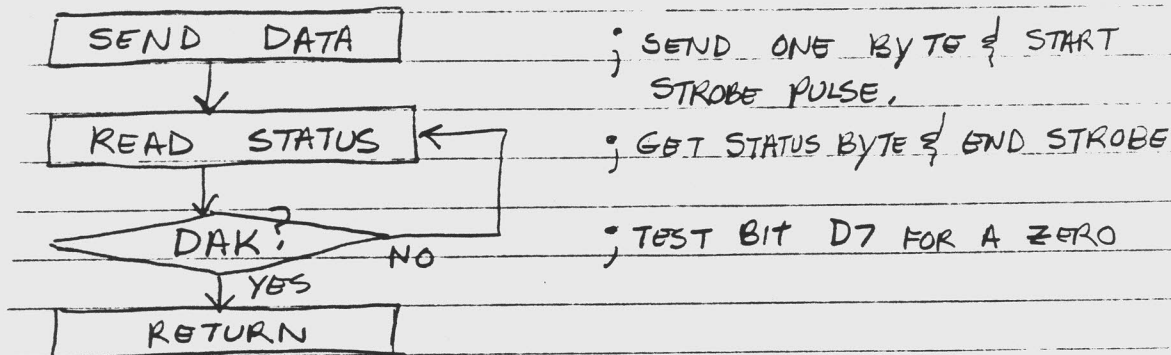 SEND DATA
; SEND ONE BYTE & START
STROBE PULSE.
READ STATUS
; GET STATUS BYTE & END STROBE
DAK?
NO
; TEST BIT D7 FOR A ZERO
YES
RETURN